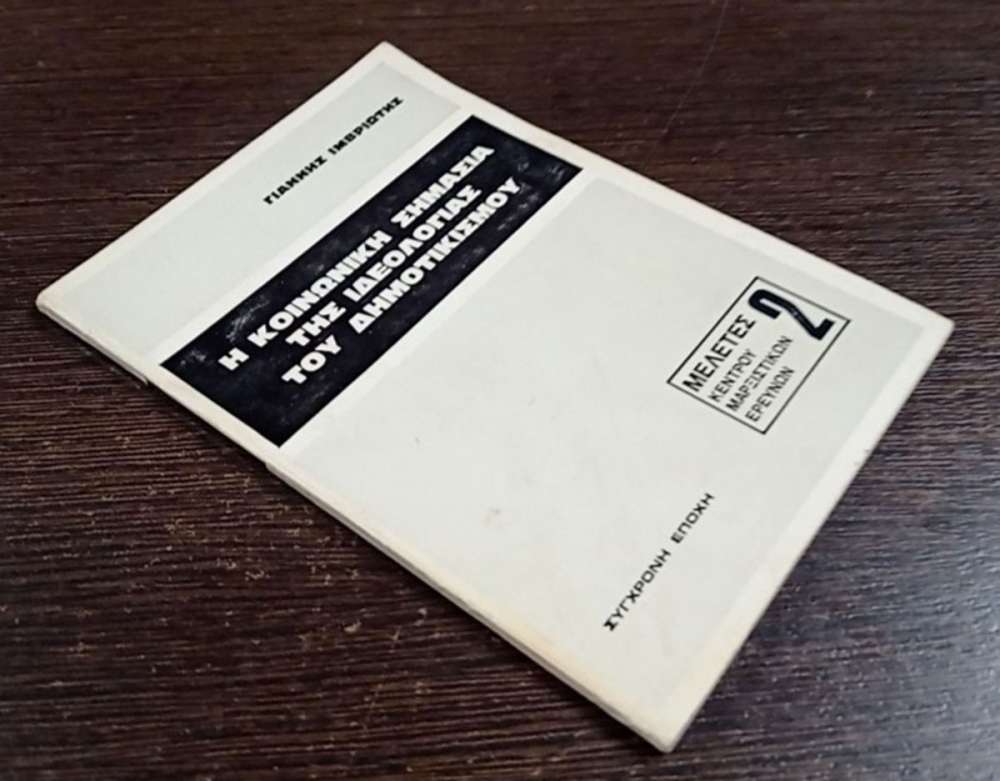 ΓΙΑΝΝΗΣ ΙΜΒΡΙΩΤΗΣ
Η ΚΟΙΝΩΝΙΚΗ ΣΗΜΑΣΙΑ
ΤΗΣ ΙΔΕΟΛΟΓΙΑΣ
ΤΟΥ ΔΗΜΟΤΙΚΙΣΜΟΥ
ΜΕΛΕΤΕΣ 2
ΚΕΝΤΡΟΥ
ΜΑΡΞΙΣΤΙΚΩΝ
ΕΡΕΥΝΩΝ
ΣΥΓΧΡΟΝΗ ΕΠΟΧΗ